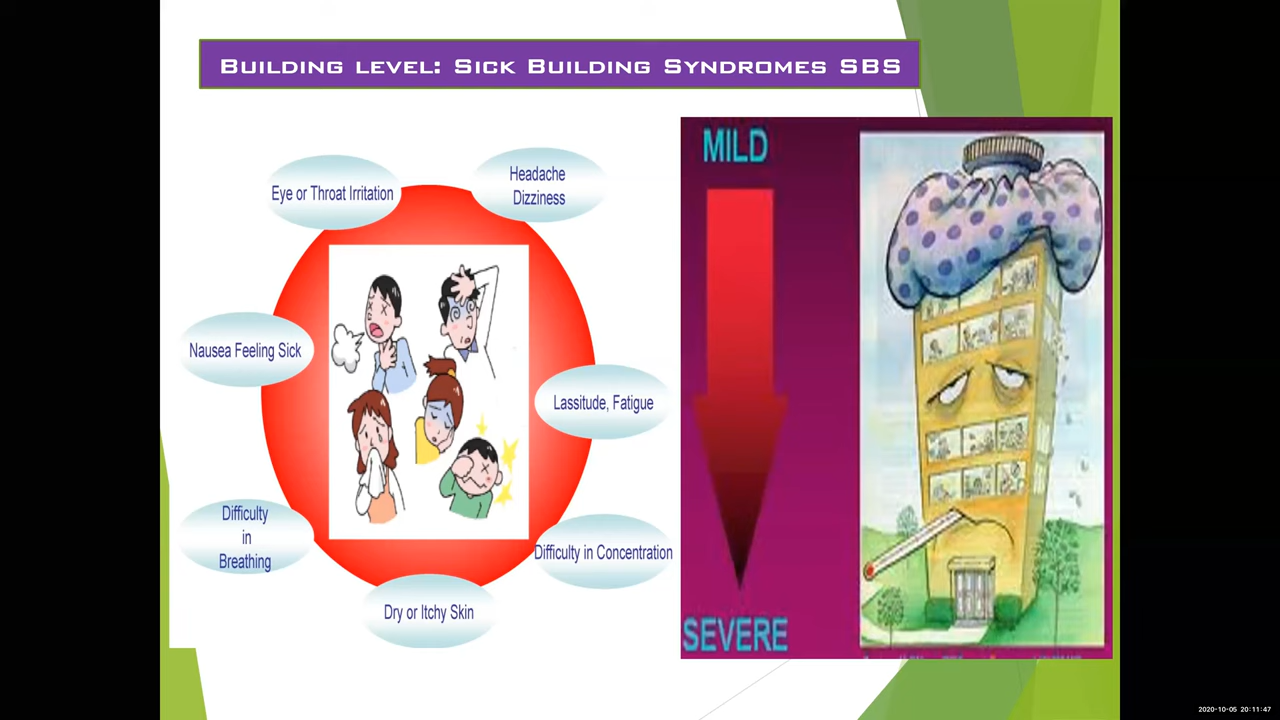 BUILDING LEVEL: SICK BUILDING SYNDROMES SBS
Eye or Throat Irritation
Headache
Dizziness
Nausea Feeling Sick
Lassitude, Fatigue
Difficulty
in
Breathing
Difficulty in Concentration
Dry or Itchy Skin
MILD
SEVERE
2020-10-05 20:11:47